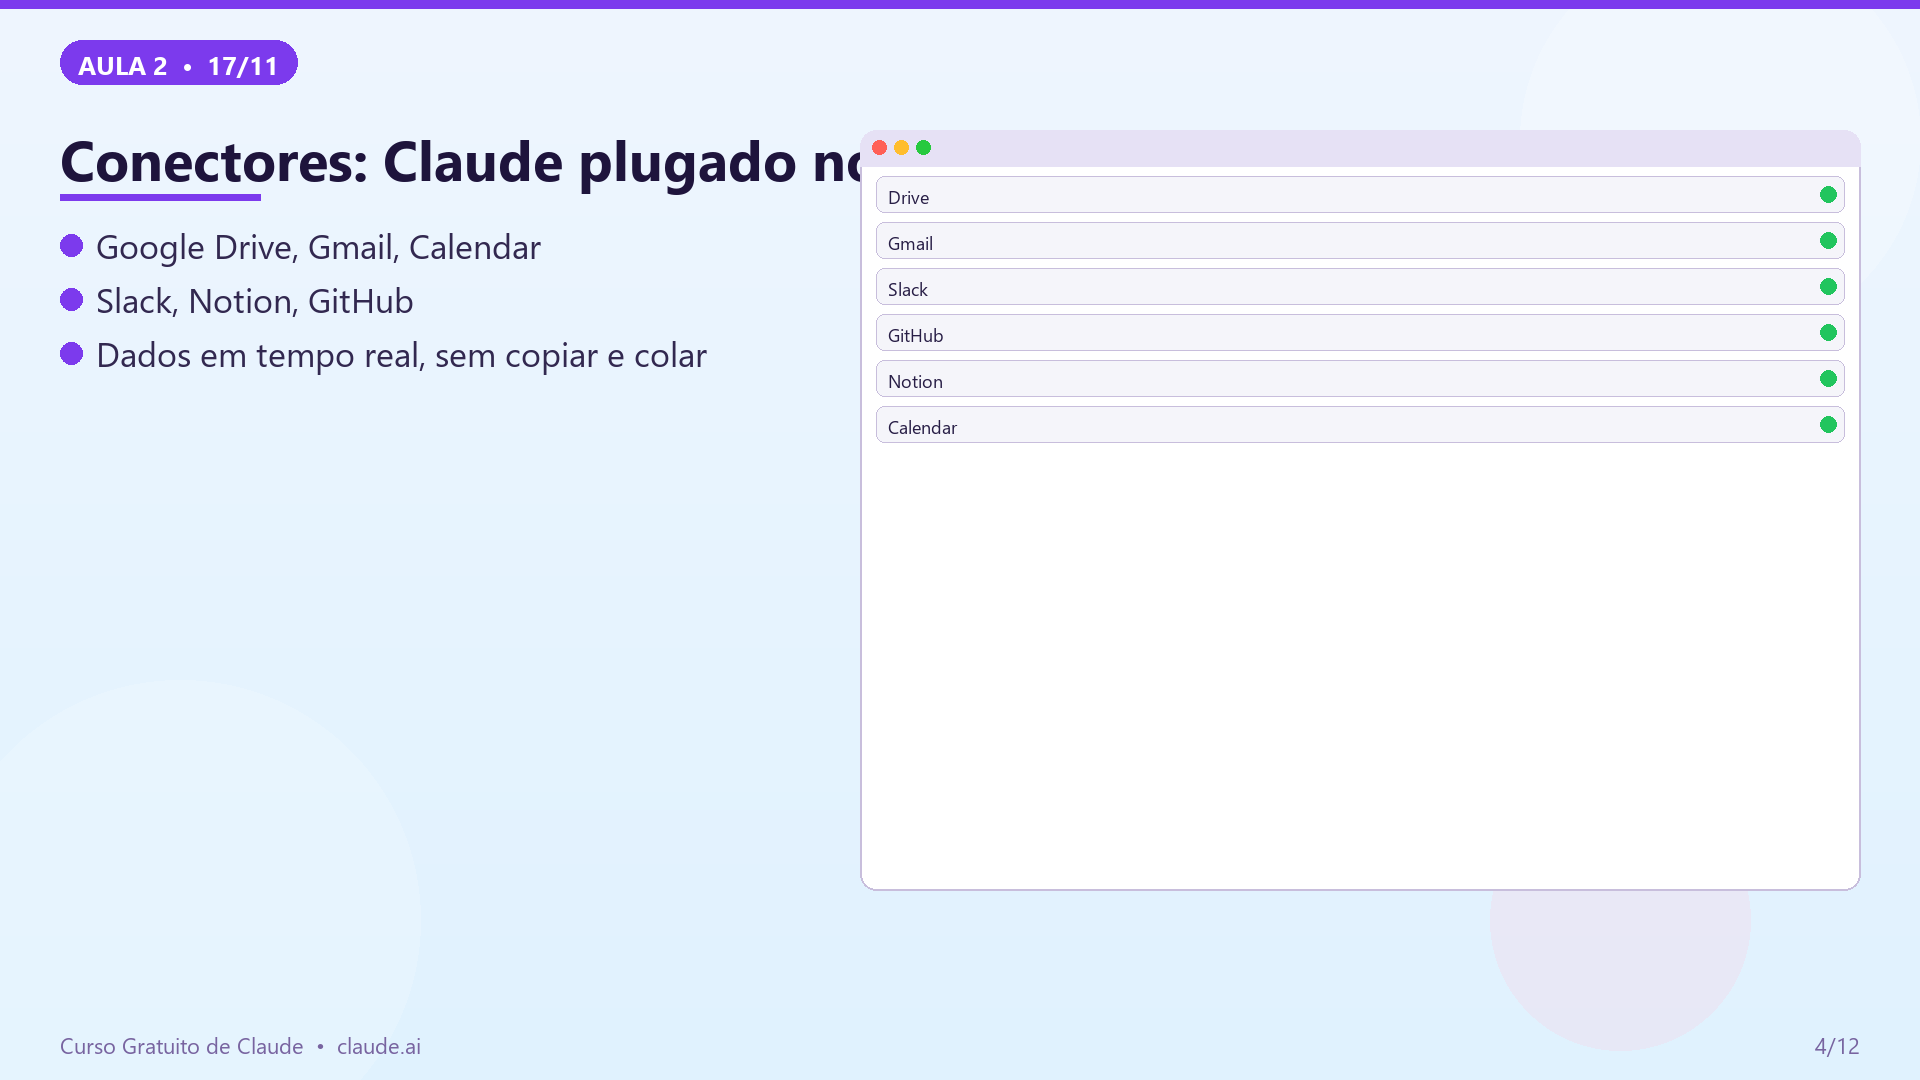 AULA 2 • 17/11
Conectores: Claude plugado
Google Drive, Gmail, Calendar
Slack, Notion, GitHub
Dados em tempo real, sem copiar e colar
Drive
Gmail
Slack
GitHub
Notion
Calendar
Curso Gratuito de Claude • claude.ai
4/12